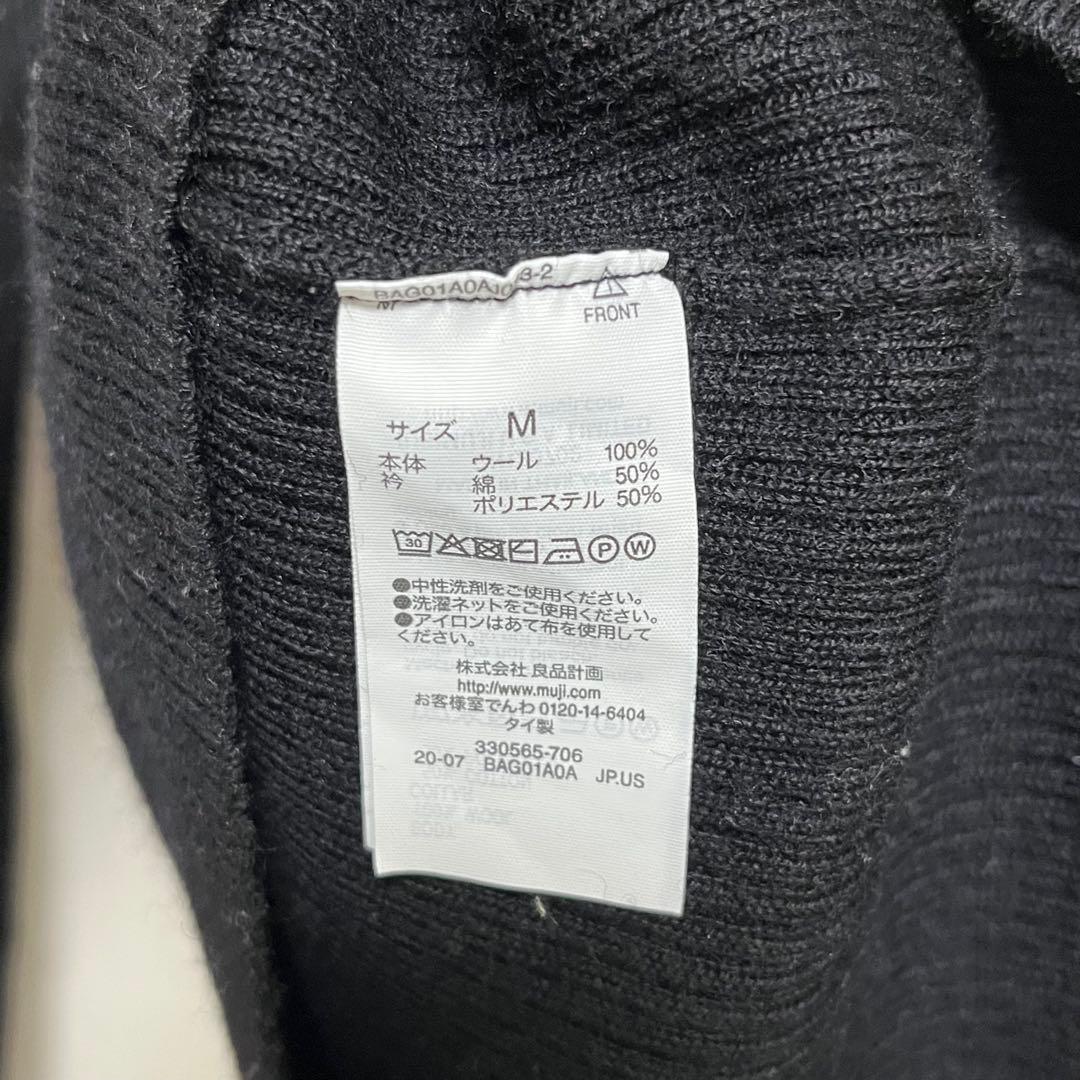 BAG01A0A
3-2
FRONT
サイズ M
本体 ウール 100%
衿 綿 50%
ポリエステル 50%
30 P W
●中性洗剤をご使用ください。
●洗濯ネットをご使用ください。
●アイロンはあて布を使用して
ください。
株式会社 良品計画
http://www.muji.com
お客様室でんわ 0120-14-6404
タイ製
330565-706
20-07 BAG01A0A JP.US